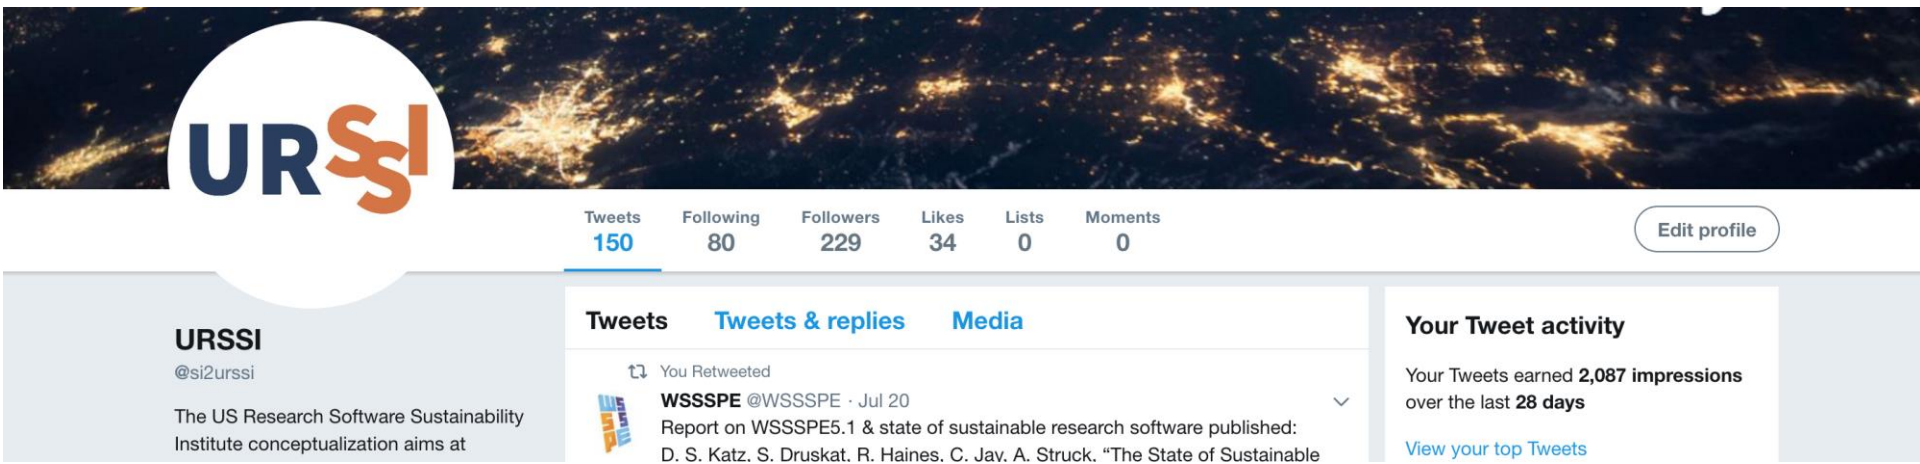 URSSI
Tweets Following Followers Likes Lists Moments
150 80 229 34 0 0
Edit profile
URSSI
@si2urssi
The US Research Software Sustainability
Institute conceptualization aims at
Tweets Tweets & replies Media
You Retweeted
WSSSPE @WSSSPE · Jul 20
Report on WSSSPE5.1 & state of sustainable research software published:
D. S. Katz, S. Druskat, R. Haines, C. Jay, A. Struck, “The State of Sustainable
Your Tweet activity
Your Tweets earned 2,087 impressions
over the last 28 days
View your top Tweets